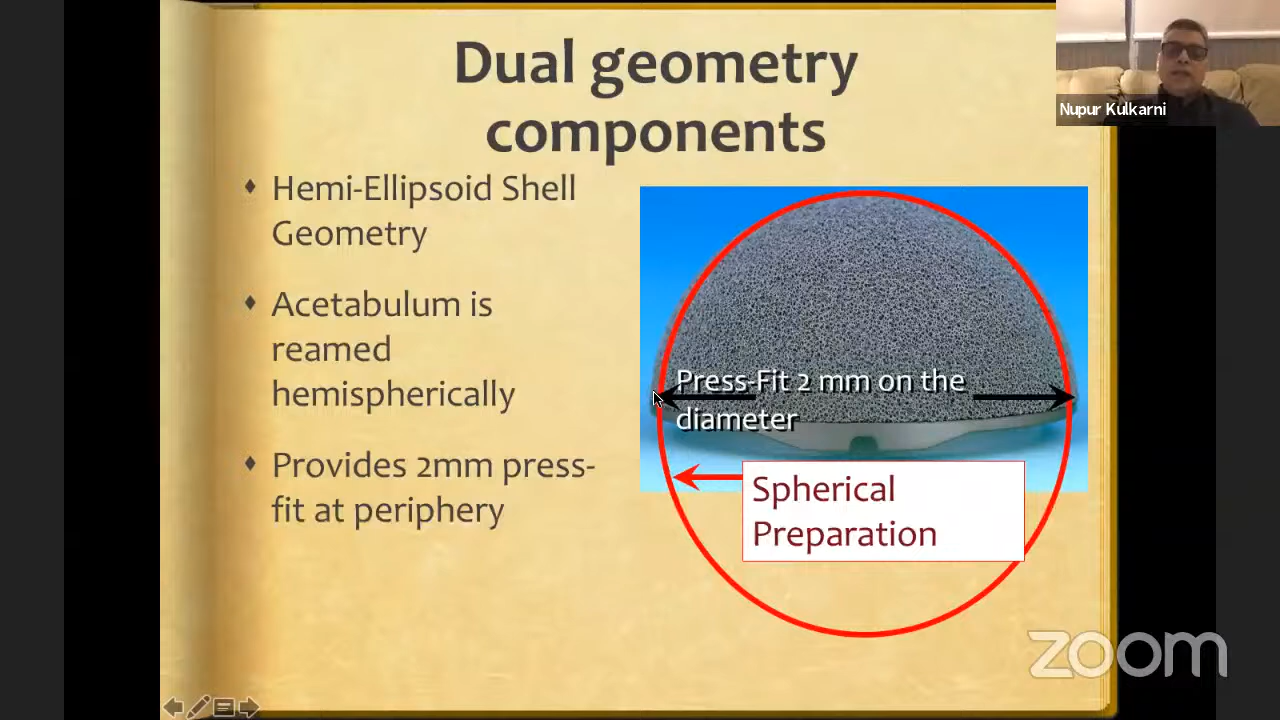 Dual geometry
components
Nupur Kulkarni
♦ Hemi-Ellipsoid Shell
Geometry
♦ Acetabulum is
reamed
hemispherically
♦ Provides 2mm press-
fit at periphery
Press-Fit 2 mm on the
diameter
Spherical
Preparation
zoom